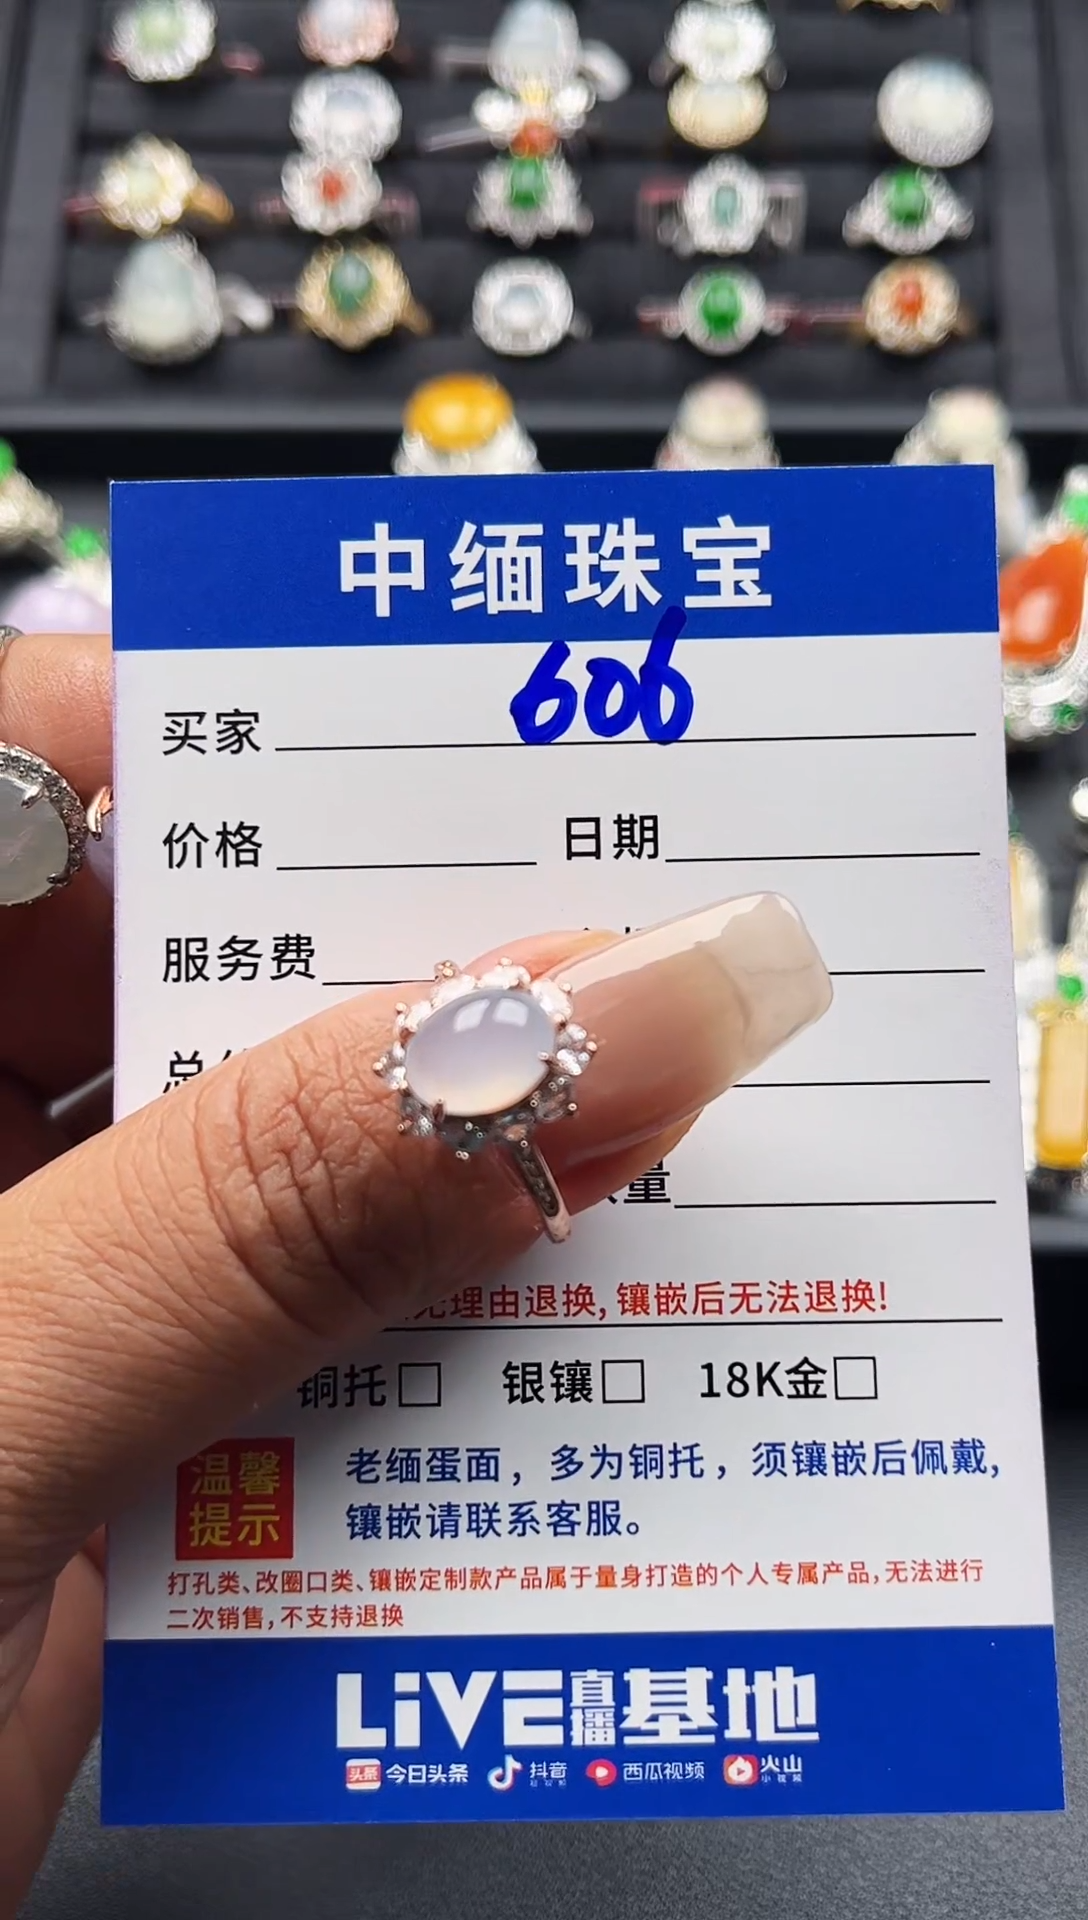 中缅珠宝
606
买家
价格 日期
服务费
量
理由退换,镶嵌后无法退换!
铜托□ 银镶□ 18K金□
温馨提示
老缅蛋面，多为铜托，须镶嵌后佩戴，
镶嵌请联系客服。
打孔类、改圈口类、镶嵌定制款产品属于量身打造的个人专属产品,无法进行
二次销售,不支持退换
LiVE直播基地
头条 今日头条 抖音 西瓜视频 火山小视频